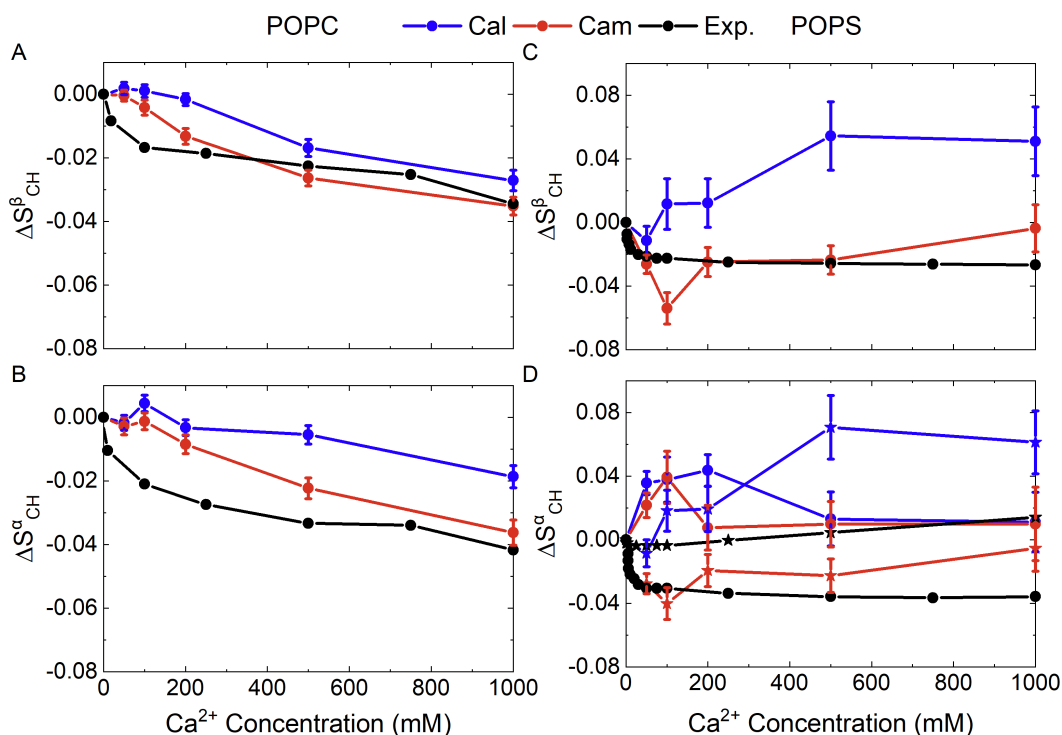 POPC Cal Cam Exp. POPS
A
0.00
-0.02
-0.04
-0.06
-0.08
ΔS^β_CH
B
0.00
-0.02
-0.04
-0.06
-0.08
ΔS^α_CH
0 200 400 600 800 1000
Ca²⁺ Concentration (mM)
C
0.08
0.04
0.00
-0.04
-0.08
ΔS^β_CH
D
0.08
0.04
0.00
-0.04
-0.08
ΔS^α_CH
0 200 400 600 800 1000
Ca²⁺ Concentration (mM)